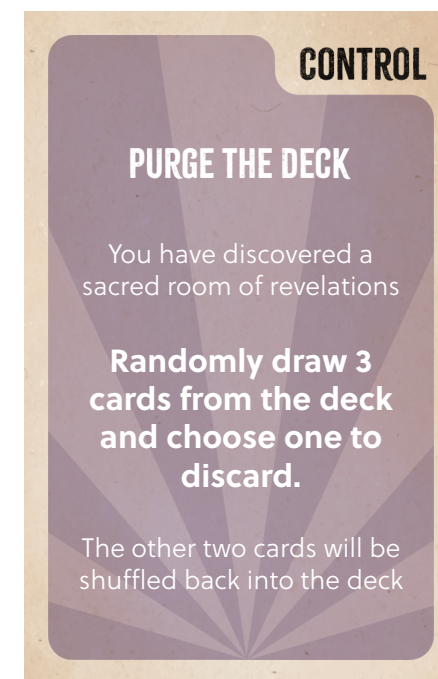 CONTROL
PURGE THE DECK
You have discovered a
sacred room of revelations
Randomly draw 3
cards from the deck
and choose one to
discard.
The other two cards will be
shuffled back into the deck